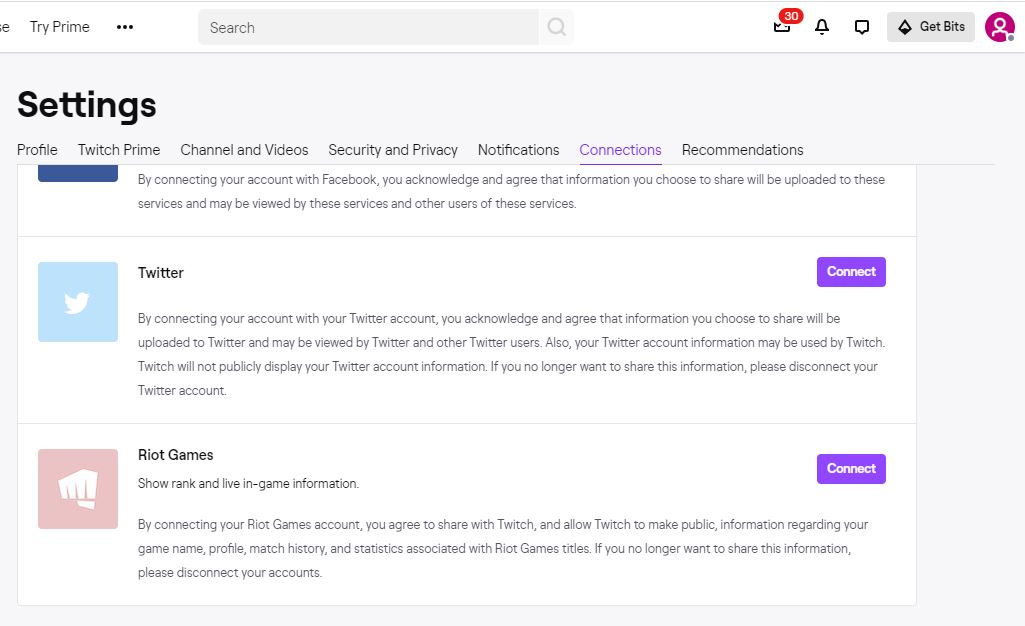 se Try Prime ••• Search 30 Get Bits
Settings
Profile Twitch Prime Channel and Videos Security and Privacy Notifications Connections Recommendations
By connecting your account with Facebook, you acknowledge and agree that information you choose to share will be uploaded to these
services and may be viewed by these services and other users of these services.
Twitter Connect
By connecting your account with your Twitter account, you acknowledge and agree that information you choose to share will be
uploaded to Twitter and may be viewed by Twitter and other Twitter users. Also, your Twitter account information may be used by Twitch.
Twitch will not publicly display your Twitter account information. If you no longer want to share this information, please disconnect your
Twitter account.
Riot Games
Connect
Show rank and live in-game information.
By connecting your Riot Games account, you agree to share with Twitch, and allow Twitch to make public, information regarding your
game name, profile, match history, and statistics associated with Riot Games titles. If you no longer want to share this information,
please disconnect your accounts.